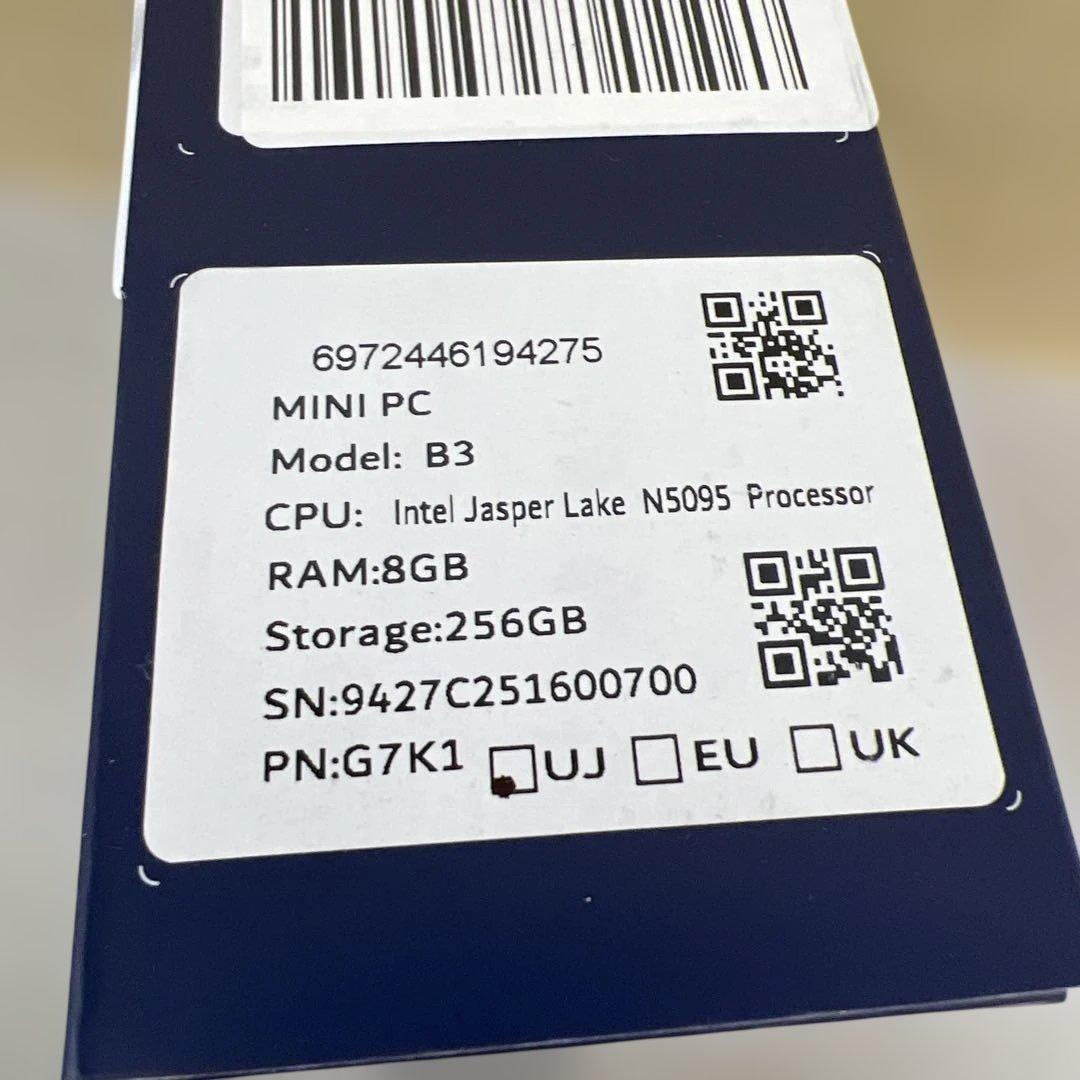 6972446194275
MINI PC
Model: B3
CPU: Intel Jasper Lake N5095 Processor
RAM:8GB
Storage:256GB
SN:9427C251600700
PN:G7K1 UJ EU UK